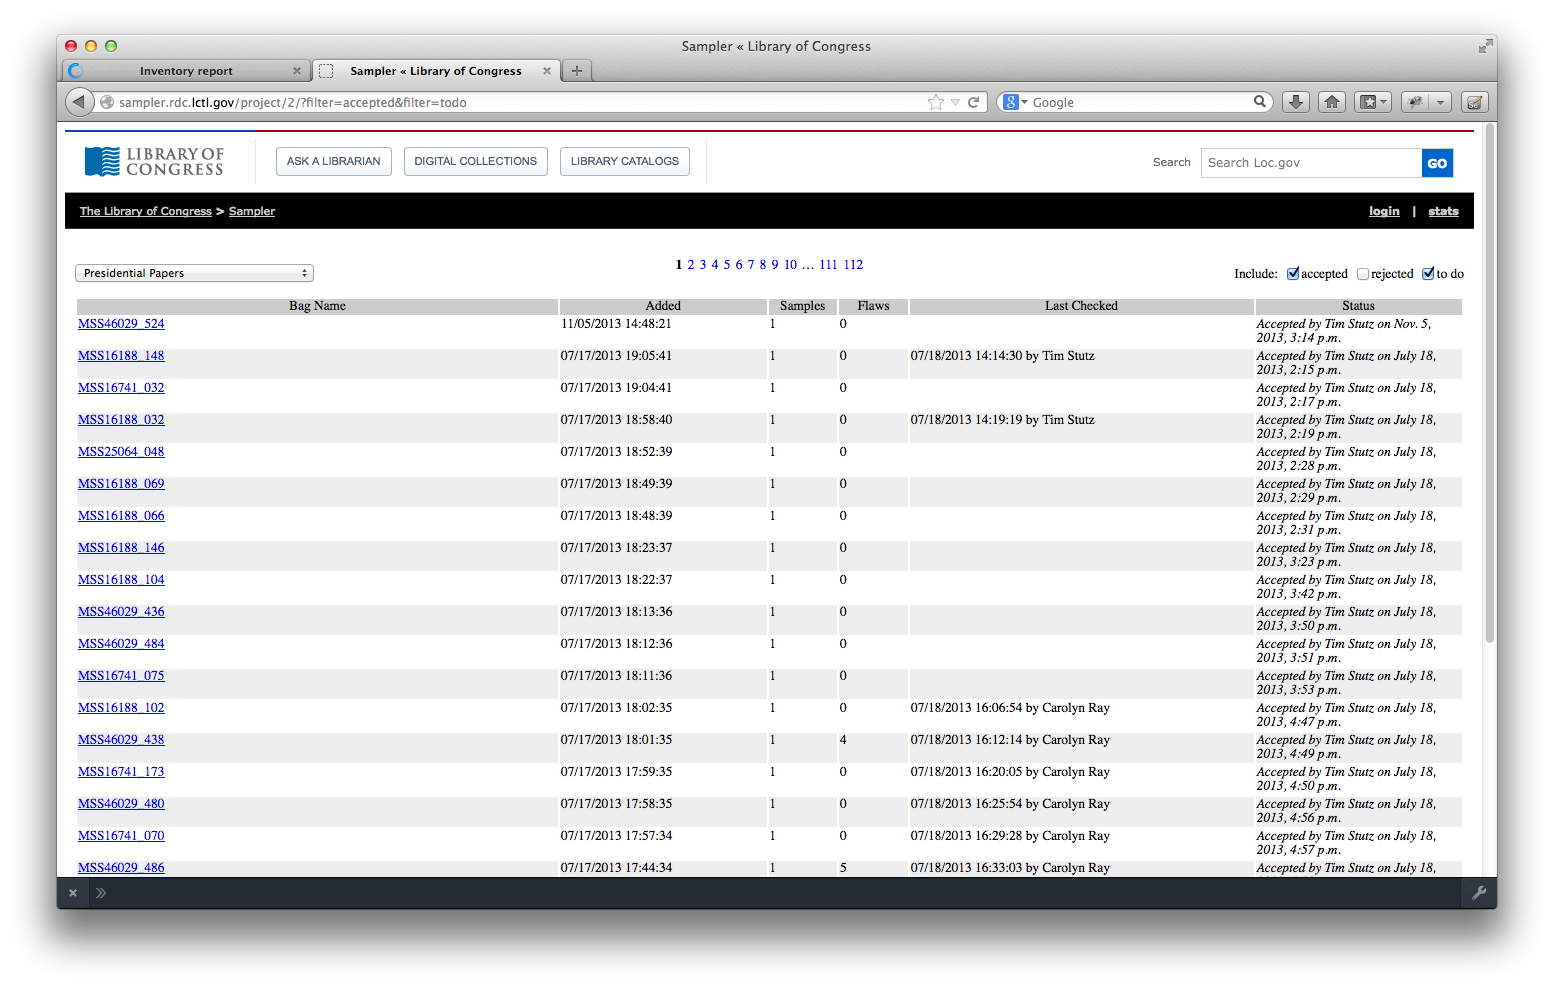 Sampler « Library of Congress
Inventory report × Sampler « Library of Congress × +
sampler.rdc.lctl.gov/project/2/?filter=accepted&filter=todo 8 Google
LIBRARY OF
CONGRESS
ASK A LIBRARIAN DIGITAL COLLECTIONS LIBRARY CATALOGS Search Search Loc.gov GO
The Library of Congress > Sampler login | stats
Presidential Papers 1 2 3 4 5 6 7 8 9 10 ... 111 112 Include: accepted rejected to do
Bag Name Added Samples Flaws Last Checked Status
MSS46029_524 11/05/2013 14:48:21 1 0 Accepted by Tim Stutz on Nov. 5,
2013, 3:14 p.m.
MSS16188_148 07/17/2013 19:05:41 1 0 07/18/2013 14:14:30 by Tim Stutz Accepted by Tim Stutz on July 18,
2013, 2:15 p.m.
MSS16741_032 07/17/2013 19:04:41 1 0 Accepted by Tim Stutz on July 18,
2013, 2:17 p.m.
MSS16188_032 07/17/2013 18:58:40 1 0 07/18/2013 14:19:19 by Tim Stutz Accepted by Tim Stutz on July 18,
2013, 2:19 p.m.
MSS25064_048 07/17/2013 18:52:39 1 0 Accepted by Tim Stutz on July 18,
2013, 2:28 p.m.
MSS16188_069 07/17/2013 18:49:39 1 0 Accepted by Tim Stutz on July 18,
2013, 2:29 p.m.
MSS16188_066 07/17/2013 18:48:39 1 0 Accepted by Tim Stutz on July 18,
2013, 2:31 p.m.
MSS16188_146 07/17/2013 18:23:37 1 0 Accepted by Tim Stutz on July 18,
2013, 3:23 p.m.
MSS16188_104 07/17/2013 18:22:37 1 0 Accepted by Tim Stutz on July 18,
2013, 3:42 p.m.
MSS46029_436 07/17/2013 18:13:36 1 0 Accepted by Tim Stutz on July 18,
2013, 3:50 p.m.
MSS46029_484 07/17/2013 18:12:36 1 0 Accepted by Tim Stutz on July 18,
2013, 3:51 p.m.
MSS16741_075 07/17/2013 18:11:36 1 0 Accepted by Tim Stutz on July 18,
2013, 3:53 p.m.
MSS16188_102 07/17/2013 18:02:35 1 0 07/18/2013 16:06:54 by Carolyn Ray Accepted by Tim Stutz on July 18,
2013, 4:47 p.m.
MSS46029_438 07/17/2013 18:01:35 1 4 07/18/2013 16:12:14 by Carolyn Ray Accepted by Tim Stutz on July 18,
2013, 4:49 p.m.
MSS16741_173 07/17/2013 17:59:35 1 0 07/18/2013 16:20:05 by Carolyn Ray Accepted by Tim Stutz on July 18,
2013, 4:50 p.m.
MSS46029_480 07/17/2013 17:58:35 1 0 07/18/2013 16:25:54 by Carolyn Ray Accepted by Tim Stutz on July 18,
2013, 4:56 p.m.
MSS16741_070 07/17/2013 17:57:34 1 0 07/18/2013 16:29:28 by Carolyn Ray Accepted by Tim Stutz on July 18,
2013, 4:57 p.m.
MSS46029_486 07/17/2013 17:44:34 1 5 07/18/2013 16:33:03 by Carolyn Ray Accepted by Tim Stutz on July 18,